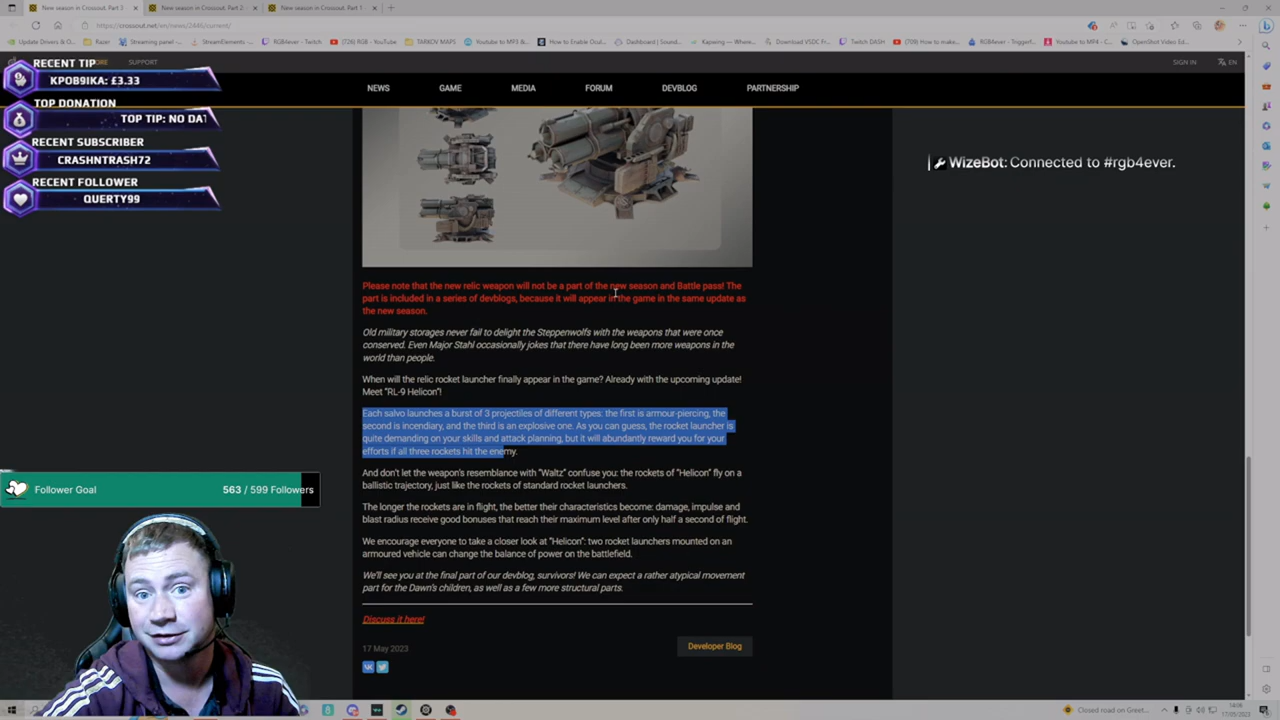 New season in Crossout. Part 3
New season in Crossout. Part 2
New season in Crossout. Part 1
https://crossout.net/en/news/2446/current/
Update Drivers & O...
Racer
Streaming panel
StreamElements
RGB4ever - Twitch
(726) RGB - YouTube
TARKOV MAPS
Youtube to MP3 &...
How to Enable Ocul...
Dashboard | Sound...
Kapwing — Where...
Download VSDC Fr...
Twitch DASH
(709) How to make...
RGB4ever - Triggerf...
Youtube to MP4 - C...
OpenShot Video Ed...
RECENT TIP
SUPPORT
SIGN IN
EN
KPOB9IKA: £3.33
NEWS
GAME
MEDIA
FORUM
DEVBLOG
PARTNERSHIP
TOP DONATION
TOP TIP: NO DAT
RECENT SUBSCRIBER
CRASHNTRASH72
RECENT FOLLOWER
QUERTY99
WizeBot: Connected to #rgb4ever.
Please note that the new relic weapon will not be a part of the new season and Battle pass! The
part is included in a series of devblogs, because it will appear in the game in the same update as
the new season.
Old military storages never fail to delight the Steppenwolfs with the weapons that were once
conserved. Even Major Stahl occasionally jokes that there have long been more weapons in the
world than people.
When will the relic rocket launcher finally appear in the game? Already with the upcoming update!
Meet “RL-9 Helicon”!
Each salvo launches a burst of 3 projectiles of different types: the first is armour-piercing, the
second is incendiary, and the third is an explosive one. As you can guess, the rocket launcher is
quite demanding on your skills and attack planning, but it will abundantly reward you for your
efforts if all three rockets hit the enemy.
And don't let the weapon's resemblance with “Waltz” confuse you: the rockets of “Helicon” fly on a
ballistic trajectory, just like the rockets of standard rocket launchers.
The longer the rockets are in flight, the better their characteristics become: damage, impulse and
blast radius receive good bonuses that reach their maximum level after only half a second of flight.
We encourage everyone to take a closer look at “Helicon”: two rocket launchers mounted on an
armoured vehicle can change the balance of power on the battlefield.
We'll see you at the final part of our devblog, survivors! We can expect a rather atypical movement
part for the Dawn's children, as well as a few more structural parts.
Follower Goal
563 / 599 Followers
Discuss it here!
17 May 2023
Developer Blog
Closed road on Greet...
17/05/2023